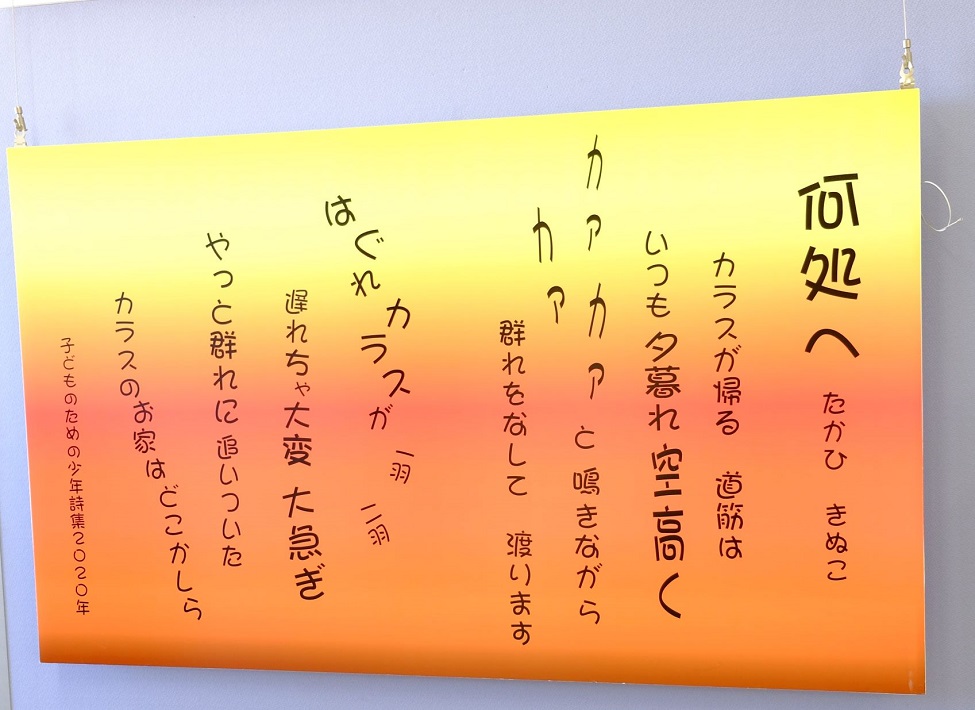 何処へ　たかひ　きぬこ
カラスが帰る　道筋は
いつも夕暮れ空高く
カァカァと鳴きながら
カァ
群れをなして　渡ります
はぐれカラスが　一羽　二羽
遅れちゃ大変　大急ぎ
やっと群れに追いついた
カラスのお家はどこかしら
子どものための少年詩集２０２０年